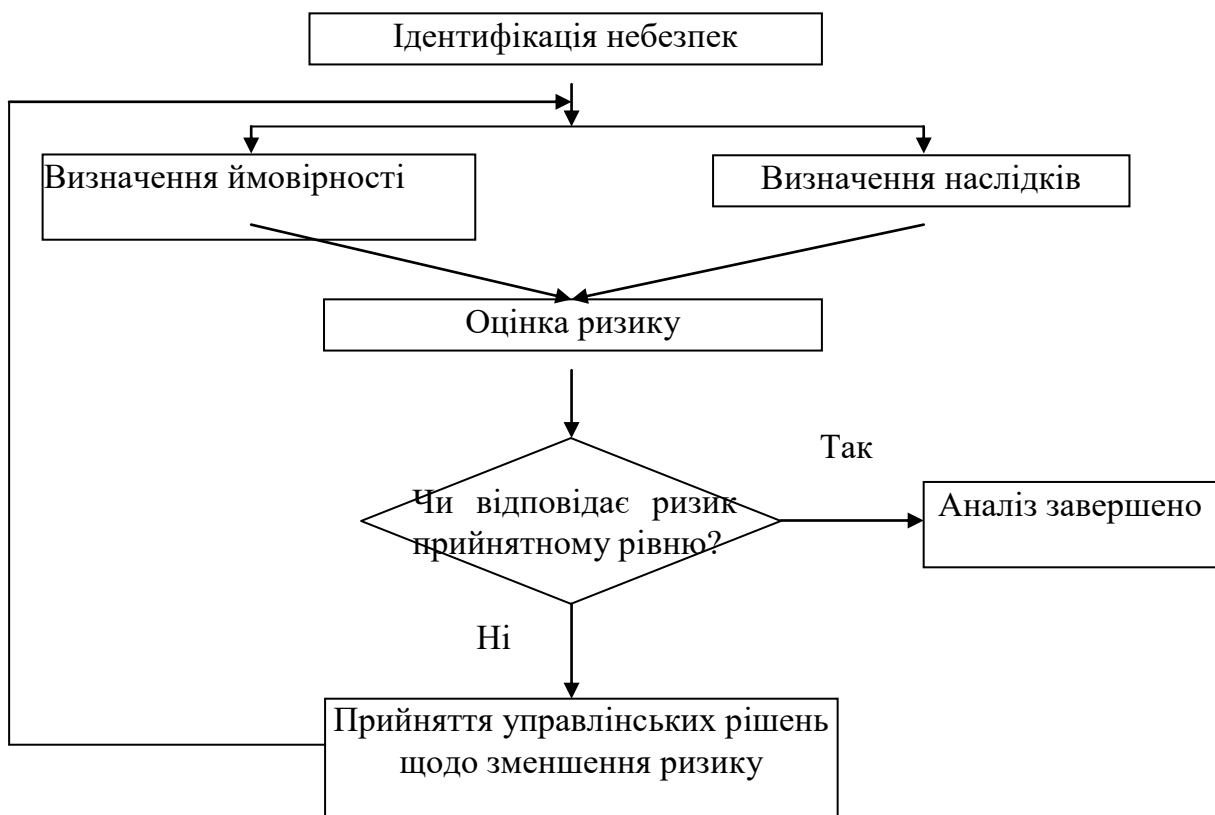 Ідентифікація небезпек
Визначення ймовірності
Визначення наслідків
Оцінка ризику
Так
Чи відповідає ризик
прийнятному рівню?
Аналіз завершено
Ні
Прийняття управлінських рішень
щодо зменшення ризику